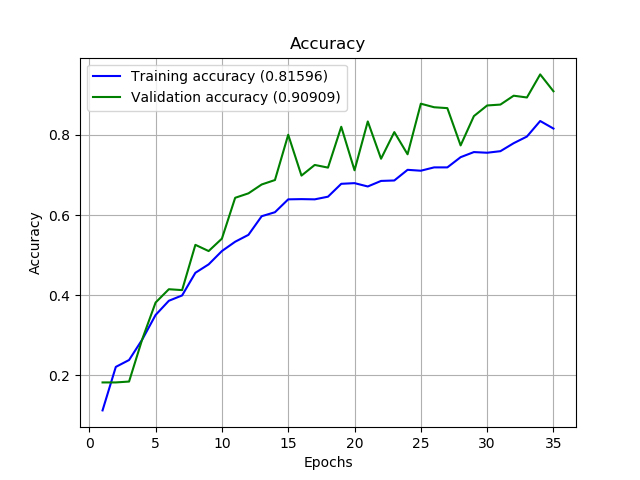 Accuracy
Training accuracy (0.81596)
Validation accuracy (0.90909)
Accuracy
0.8
0.6
0.4
0.2
0 5 10 15 20 25 30 35
Epochs